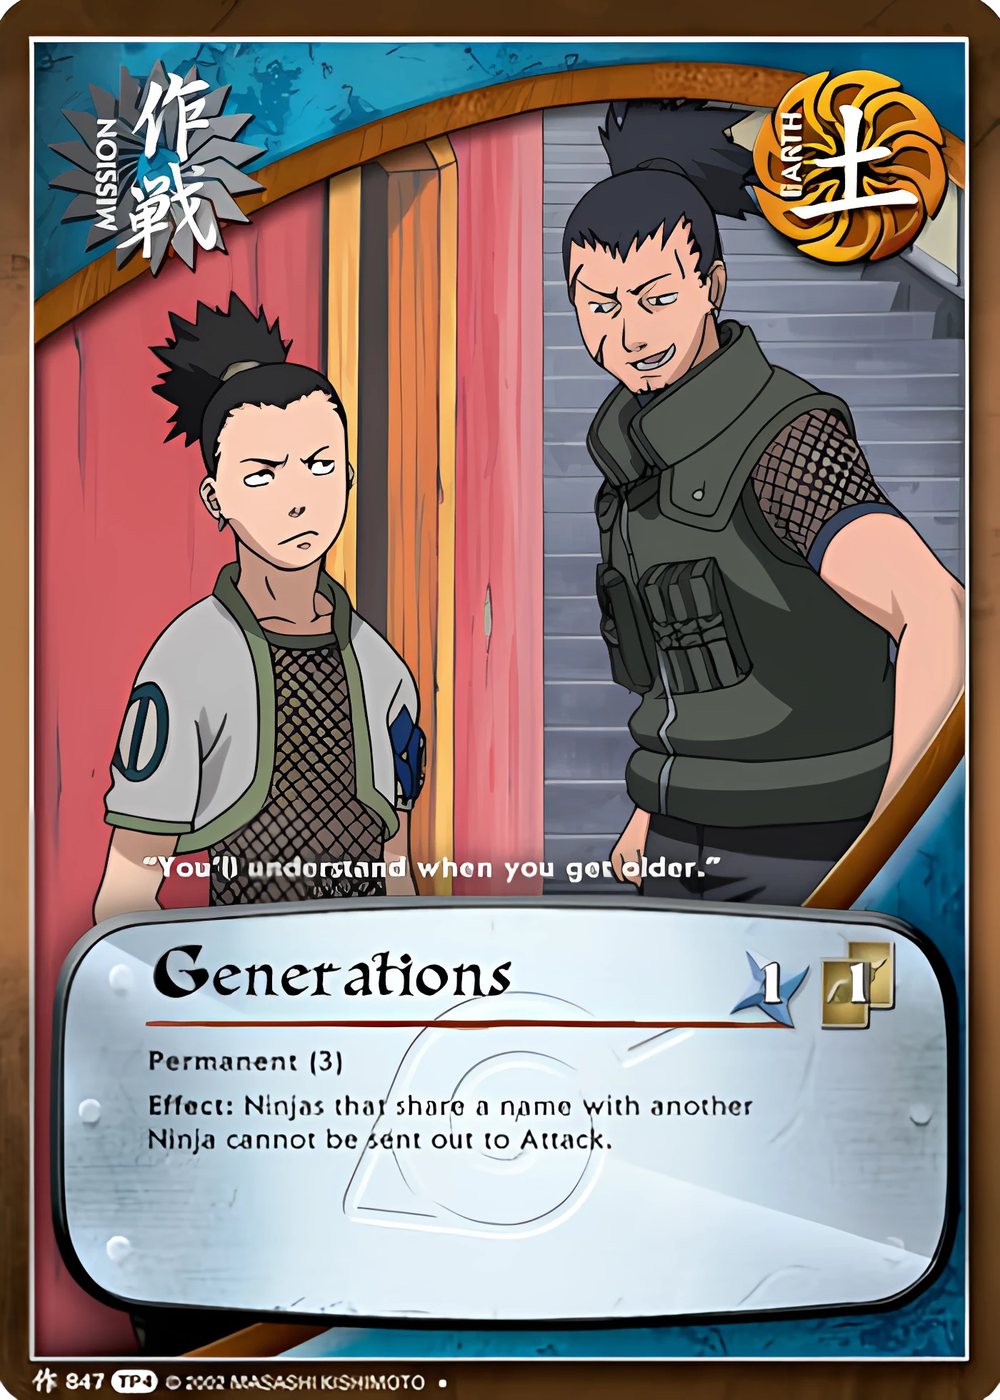 MISSION
作戦
EARTH
土
"You'll understand when you get older."
Generations
1
1
Permanent (3)
Effect: Ninjas that share a name with another
Ninja cannot be sent out to Attack.
作 847 TP4 © 2002 MASASHI KISHIMOTO